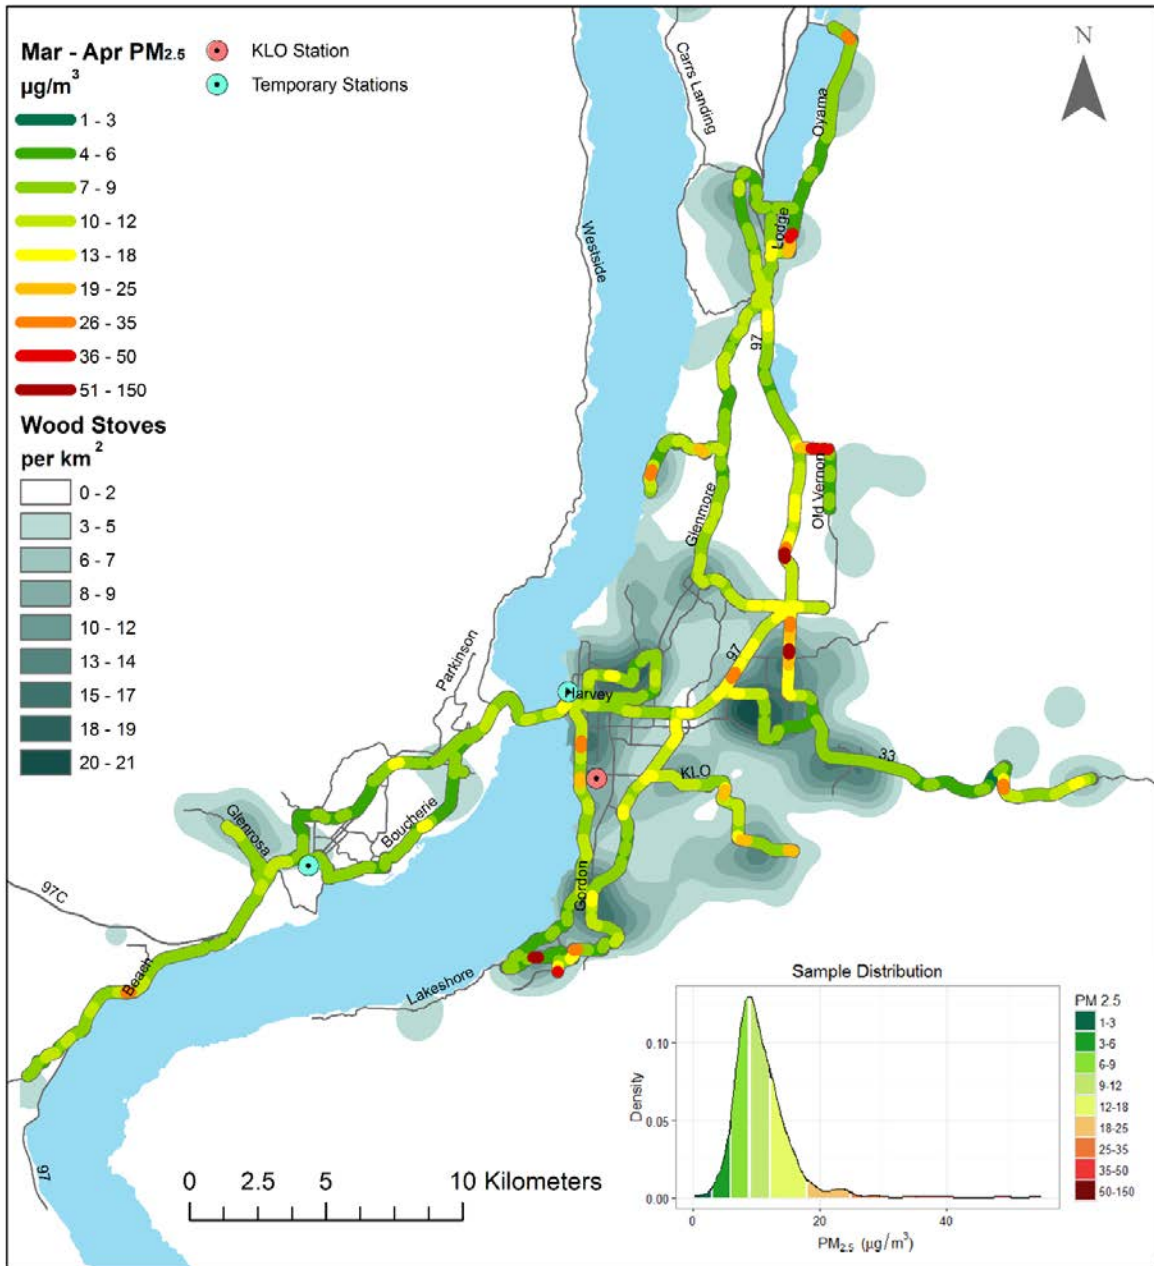 Mar - Apr PM2.5
µg/m³
1 - 3
4 - 6
7 - 9
10 - 12
13 - 18
19 - 25
26 - 35
36 - 50
51 - 150
Wood Stoves
per km²
0 - 2
3 - 5
6 - 7
8 - 9
10 - 12
13 - 14
15 - 17
18 - 19
20 - 21
KLO Station
Temporary Stations
N
Carrs Landing
Oyama
Westside
Lodge
97
Old Vernon
Glenmore
Parkinson
97
Harvey
33
KLO
Glenrosa
Boucherie
97C
Gordon
Beach
Lakeshore
97
0 2.5 5 10 Kilometers
Sample Distribution
Density
0.10
0.05
0.00
0 20 40
PM2.5 (µg/m³)
PM 2.5
1-3
3-6
6-9
9-12
12-18
18-25
25-35
35-50
50-150